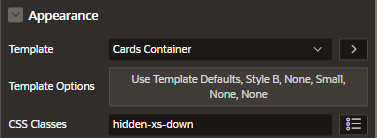 Appearance
Template Cards Container
Template Options Use Template Defaults, Style B, None, Small,
None, None
CSS Classes hidden-xs-down